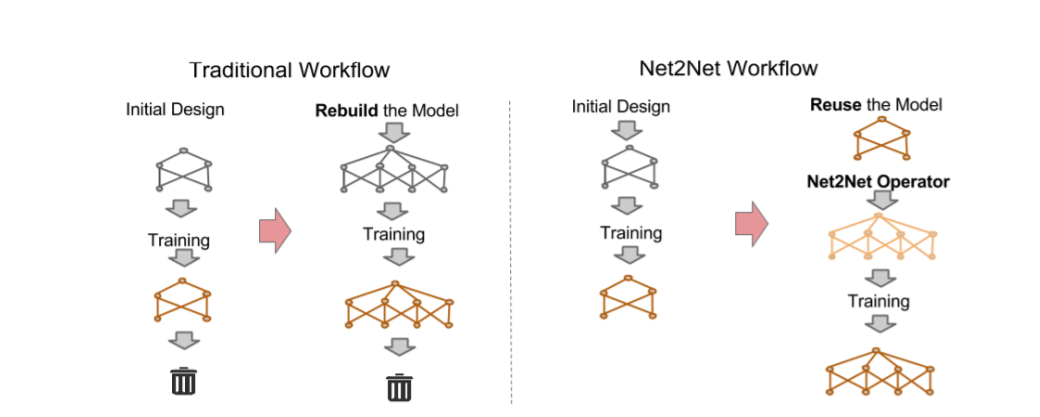 Traditional Workflow
Initial Design
Training
Rebuild the Model
Training
Net2Net Workflow
Initial Design
Training
Reuse the Model
Net2Net Operator
Training